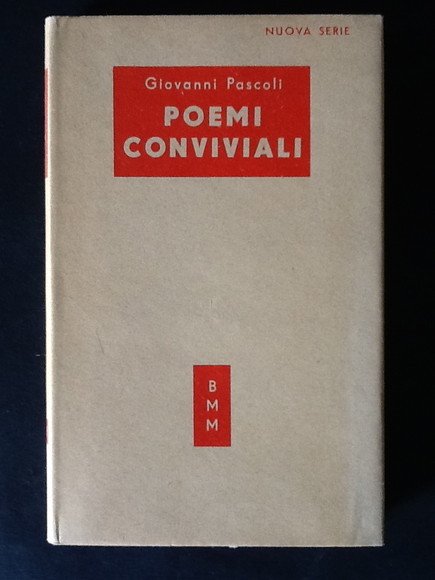 NUOVA SERIE
Giovanni Pascoli
POEMI
CONVIVIALI
B
M
M